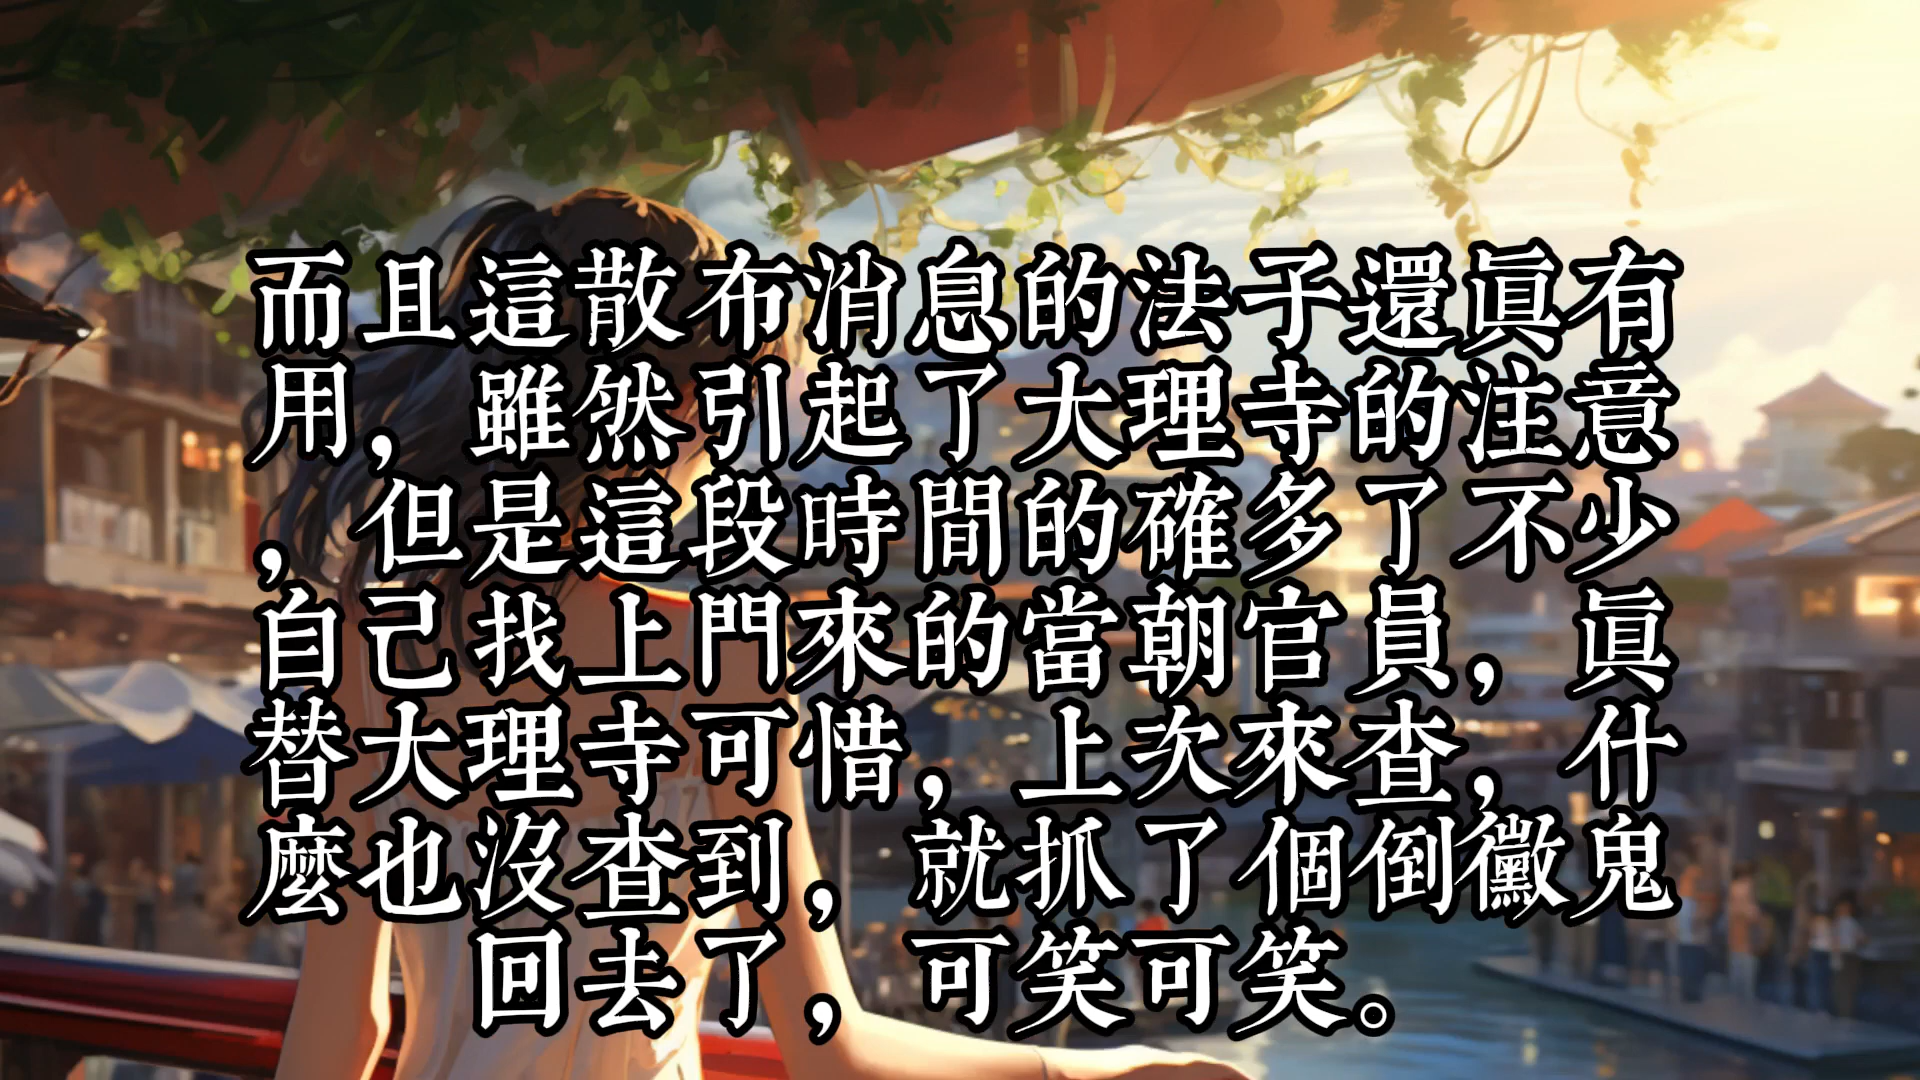 而且這散布消息的法子還眞有
用，雖然引起了大理寺的注意
，但是這段時間的確多了不少
自己找上門來的當朝官員，眞
替大理寺可惜，上次來查，什
麼也沒查到，就抓了個倒黴鬼
回去了，可笑可笑。